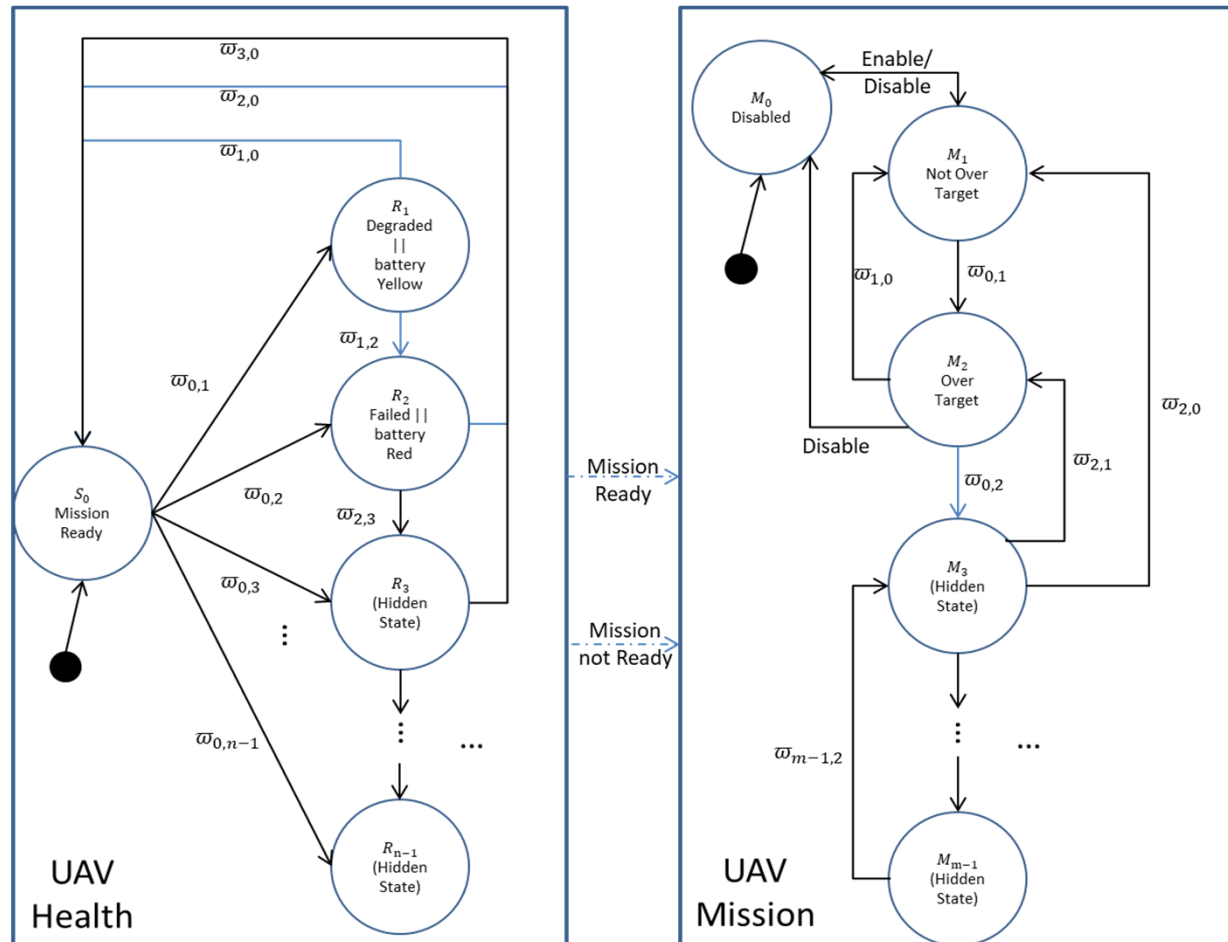 ϖ3,0
ϖ2,0
ϖ1,0
R1
Degraded
||
battery
Yellow
ϖ1,2
ϖ0,1
R2
Failed ||
battery
Red
ϖ0,2
S0
Mission
Ready
ϖ2,3
ϖ0,3
R3
(Hidden
State)
⋮
ϖ0,n−1
⋮
...
Rn−1
(Hidden
State)
UAV
Health
Mission
Ready
Mission
not Ready
Enable/
Disable
M0
Disabled
M1
Not Over
Target
ϖ1,0
ϖ0,1
M2
Over
Target
ϖ2,0
Disable
ϖ2,1
ϖ0,2
M3
(Hidden
State)
⋮
...
ϖm−1,2
Mm−1
(Hidden
State)
UAV
Mission